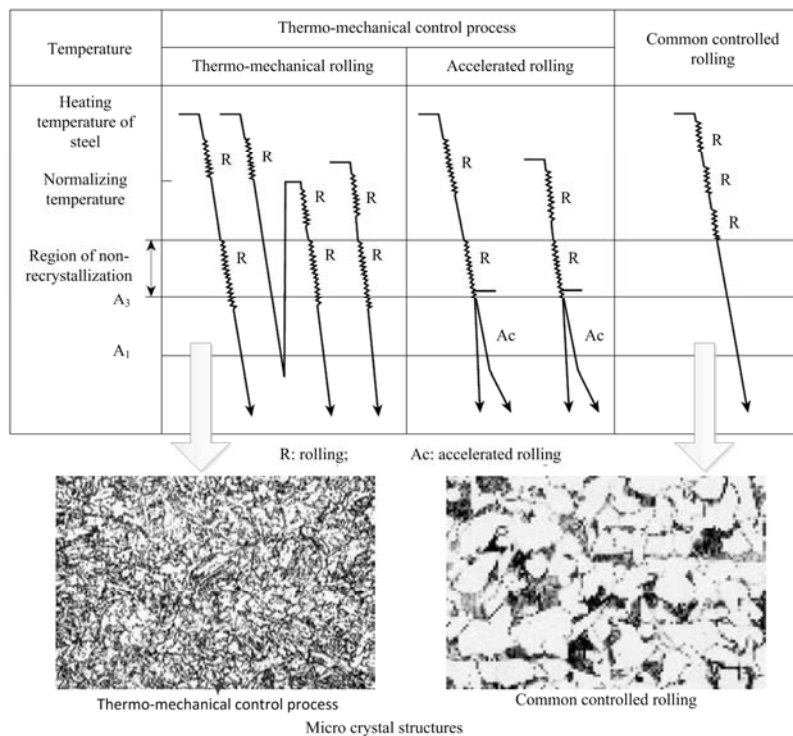 Temperature
Thermo-mechanical control process
Common controlled
rolling
Thermo-mechanical rolling
Accelerated rolling
Heating
temperature of
steel
Normalizing
temperature
Region of non-
recrystallization
A₃
A₁
R
R
R
R
R
R
R
R
R
R
R
Ac
Ac
R
R
R
R: rolling;
Ac: accelerated rolling
Thermo-mechanical control process
Common controlled rolling
Micro crystal structures